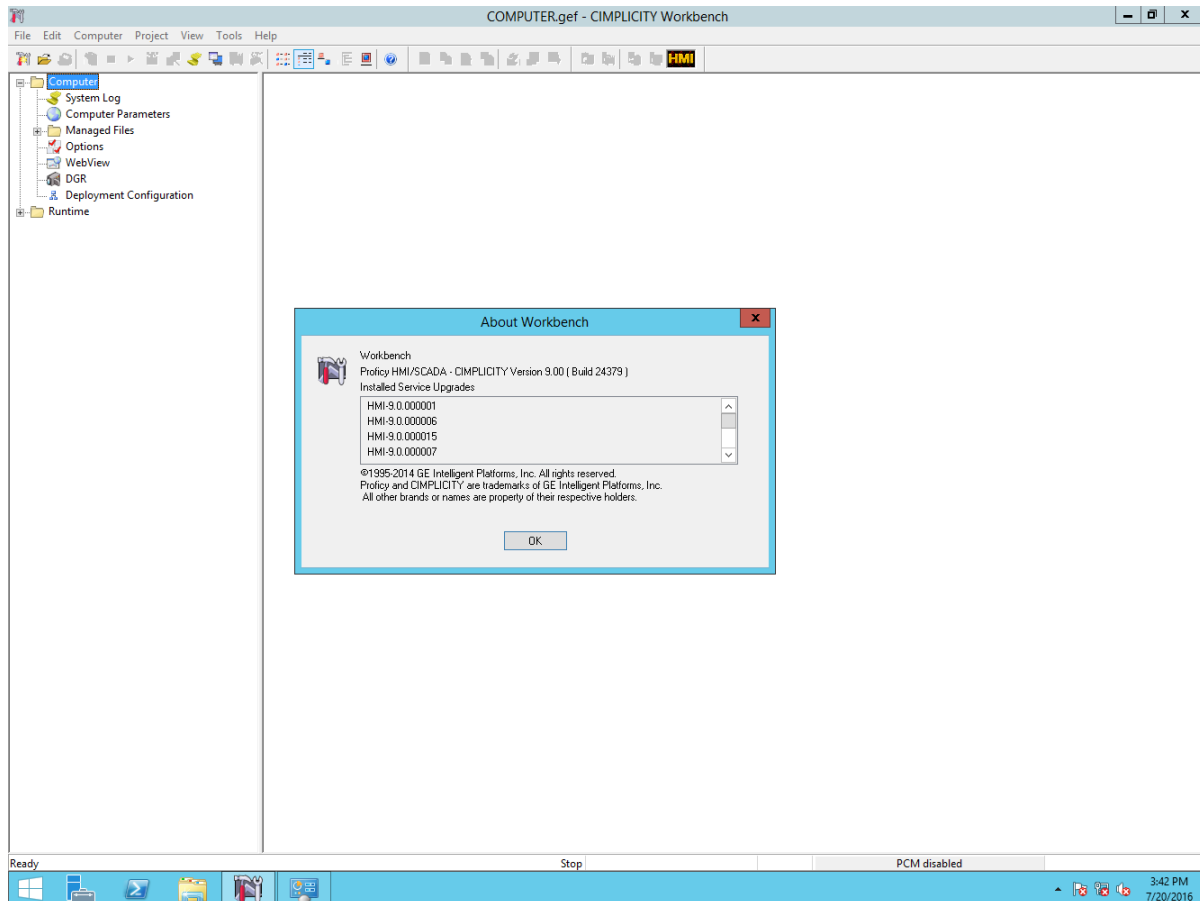 COMPUTER.gef - CIMPLICITY Workbench
File Edit Computer Project View Tools Help
HMI
Computer
System Log
Computer Parameters
Managed Files
Options
WebView
DGR
Deployment Configuration
Runtime
About Workbench
Workbench
Proficy HMI/SCADA - CIMPLICITY Version 9.00 ( Build 24379 )
Installed Service Upgrades
HMI-9.0.000001
HMI-9.0.000006
HMI-9.0.000015
HMI-9.0.000007
©1995-2014 GE Intelligent Platforms, Inc. All rights reserved.
Proficy and CIMPLICITY are trademarks of GE Intelligent Platforms, Inc.
All other brands or names are property of their respective holders.
OK
Ready Stop PCM disabled
3:42 PM
7/20/2016